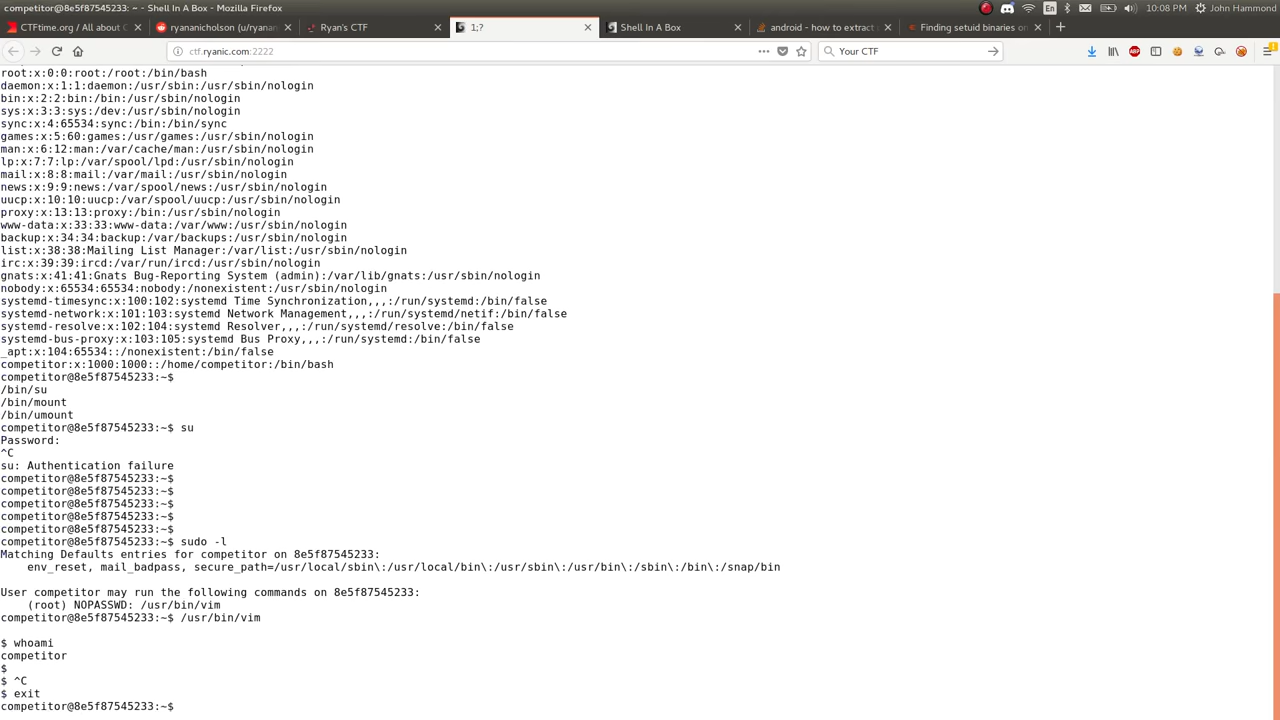 competitor@8e5f87545233: ~ - Shell In A Box - Mozilla Firefox
En
10:08 PM
John Hammond
CTFtime.org / All about C
ryananicholson (u/ryanan
Ryan's CTF
1;?
Shell In A Box
android - how to extract
Finding setuid binaries on
ctf.ryanic.com:2222
Your CTF
root:x:0:0:root:/root:/bin/bash
daemon:x:1:1:daemon:/usr/sbin:/usr/sbin/nologin
bin:x:2:2:bin:/bin:/usr/sbin/nologin
sys:x:3:3:sys:/dev:/usr/sbin/nologin
sync:x:4:65534:sync:/bin:/bin/sync
games:x:5:60:games:/usr/games:/usr/sbin/nologin
man:x:6:12:man:/var/cache/man:/usr/sbin/nologin
lp:x:7:7:lp:/var/spool/lpd:/usr/sbin/nologin
mail:x:8:8:mail:/var/mail:/usr/sbin/nologin
news:x:9:9:news:/var/spool/news:/usr/sbin/nologin
uucp:x:10:10:uucp:/var/spool/uucp:/usr/sbin/nologin
proxy:x:13:13:proxy:/bin:/usr/sbin/nologin
www-data:x:33:33:www-data:/var/www:/usr/sbin/nologin
backup:x:34:34:backup:/var/backups:/usr/sbin/nologin
list:x:38:38:Mailing List Manager:/var/list:/usr/sbin/nologin
irc:x:39:39:ircd:/var/run/ircd:/usr/sbin/nologin
gnats:x:41:41:Gnats Bug-Reporting System (admin):/var/lib/gnats:/usr/sbin/nologin
nobody:x:65534:65534:nobody:/nonexistent:/usr/sbin/nologin
systemd-timesync:x:100:102:systemd Time Synchronization,,,:/run/systemd:/bin/false
systemd-network:x:101:103:systemd Network Management,,,:/run/systemd/netif:/bin/false
systemd-resolve:x:102:104:systemd Resolver,,,:/run/systemd/resolve:/bin/false
systemd-bus-proxy:x:103:105:systemd Bus Proxy,,,:/run/systemd:/bin/false
_apt:x:104:65534::/nonexistent:/bin/false
competitor:x:1000:1000::/home/competitor:/bin/bash
competitor@8e5f87545233:~$
/bin/su
/bin/mount
/bin/umount
competitor@8e5f87545233:~$ su
Password:
^C
su: Authentication failure
competitor@8e5f87545233:~$
competitor@8e5f87545233:~$
competitor@8e5f87545233:~$
competitor@8e5f87545233:~$
competitor@8e5f87545233:~$
competitor@8e5f87545233:~$ sudo -l
Matching Defaults entries for competitor on 8e5f87545233:
env_reset, mail_badpass, secure_path=/usr/local/sbin\:/usr/local/bin\:/usr/sbin\:/usr/bin\:/sbin\:/bin\:/snap/bin
User competitor may run the following commands on 8e5f87545233:
(root) NOPASSWD: /usr/bin/vim
competitor@8e5f87545233:~$ /usr/bin/vim
$ whoami
competitor
$
$ ^C
$ exit
competitor@8e5f87545233:~$